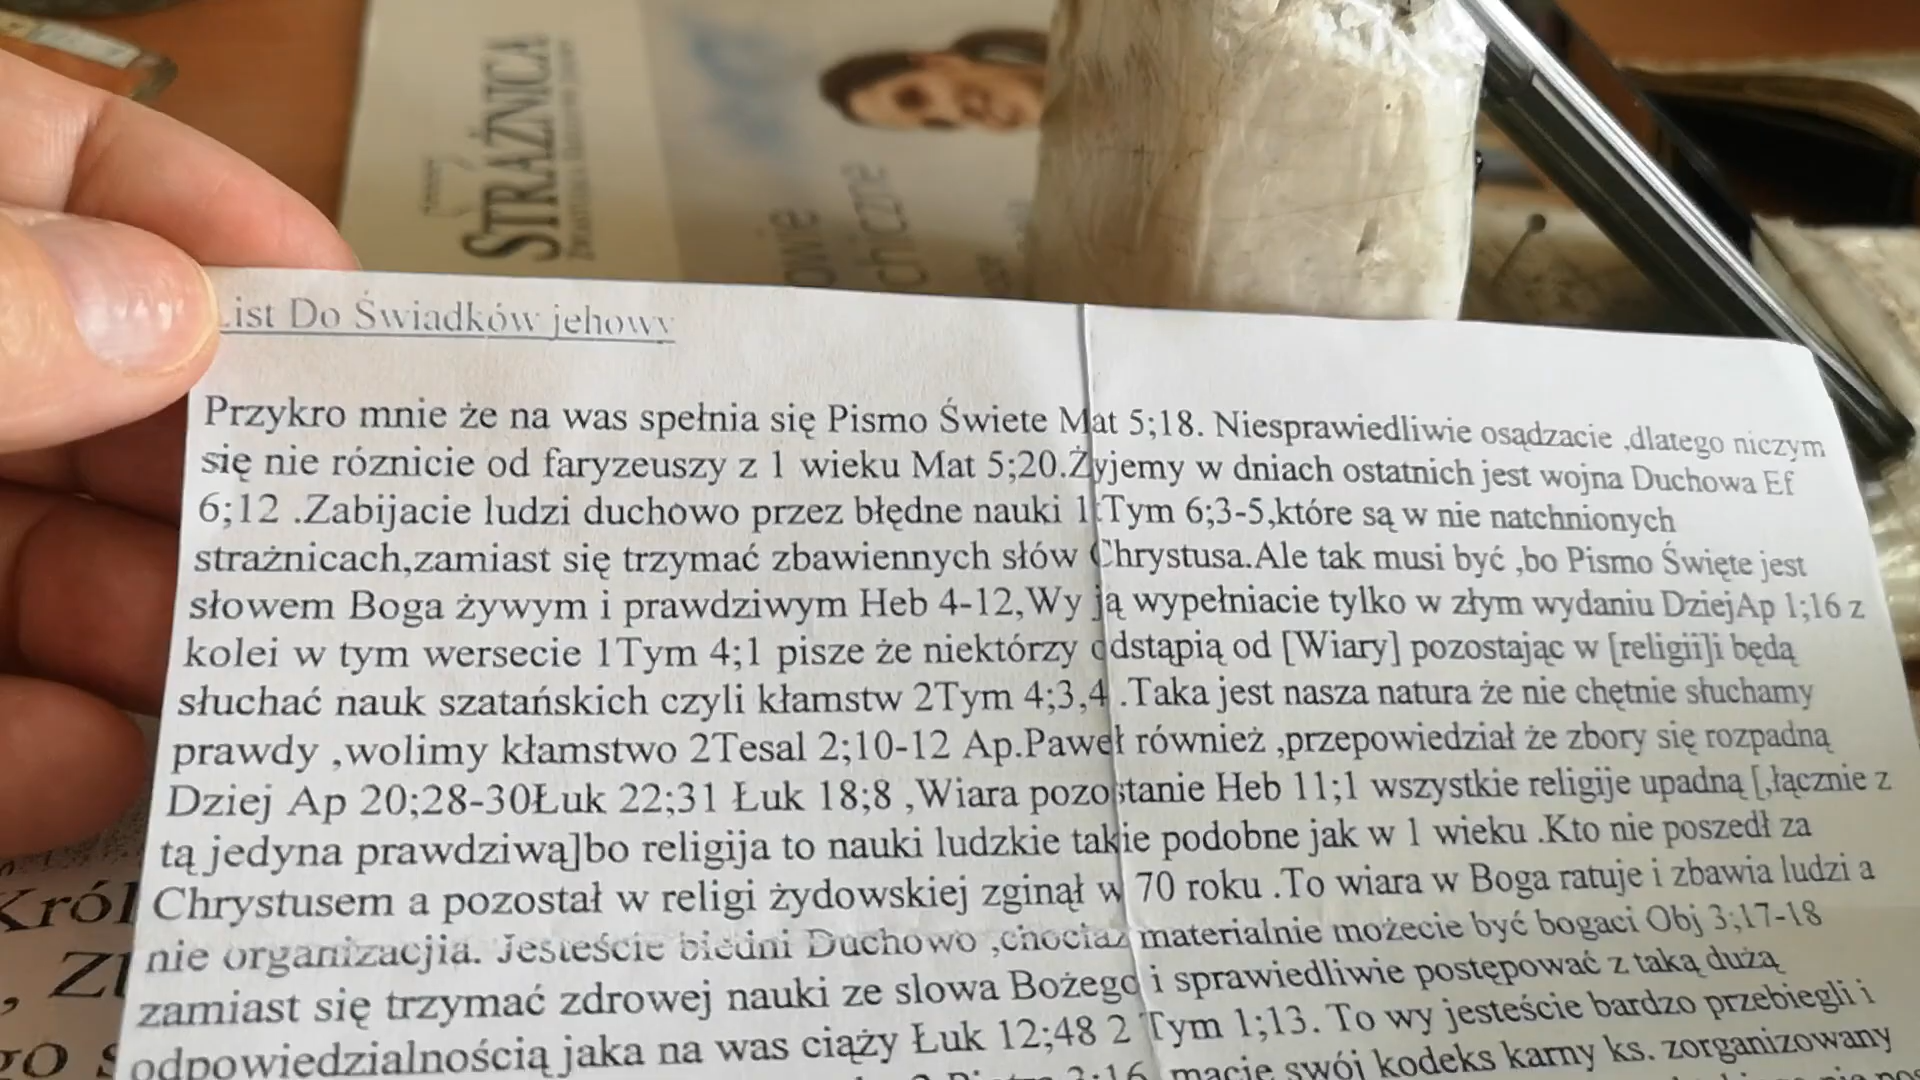 STRAŻNICA
owie
chiczne
List Do Świadków jehowy
Przykro mnie że na was spełnia się Pismo Świete Mat 5;18. Niesprawiedliwie osądzacie ,dlatego niczym
się nie róznicie od faryzeuszy z 1 wieku Mat 5;20.Żyjemy w dniach ostatnich jest wojna Duchowa Ef
6;12 .Zabijacie ludzi duchowo przez błędne nauki 1 Tym 6;3-5,które są w nie natchnionych
strażnicach,zamiast się trzymać zbawiennych słów Chrystusa.Ale tak musi być ,bo Pismo Święte jest
słowem Boga żywym i prawdziwym Heb 4-12,Wy ją wypełniacie tylko w złym wydaniu DziejAp 1;16 z
kolei w tym wersecie 1Tym 4;1 pisze że niektórzy odstąpią od [Wiary] pozostając w [religii]i będą
słuchać nauk szatańskich czyli kłamstw 2Tym 4;3,4 .Taka jest nasza natura że nie chętnie słuchamy
prawdy ,wolimy kłamstwo 2Tesal 2;10-12 Ap.Paweł również ,przepowiedział że zbory się rozpadną
Dziej Ap 20;28-30Łuk 22;31 Łuk 18;8 ,Wiara pozostanie Heb 11;1 wszystkie religije upadną [,łącznie z
tą jedyna prawdziwą]bo religija to nauki ludzkie takie podobne jak w 1 wieku .Kto nie poszedł za
Chrystusem a pozostał w religi żydowskiej zginął w 70 roku .To wiara w Boga ratuje i zbawia ludzi a
nie organizacjia. Jesteście biedni Duchowo ,chociaż materialnie możecie być bogaci Obj 3;17-18
zamiast się trzymać zdrowej nauki ze slowa Bożego i sprawiedliwie postępować z taką dużą
odpowiedzialnością jaka na was ciąży Łuk 12;48 2 Tym 1;13. To wy jesteście bardzo przebiegli i
macie swój kodeks karny ks. zorganizowany
Król